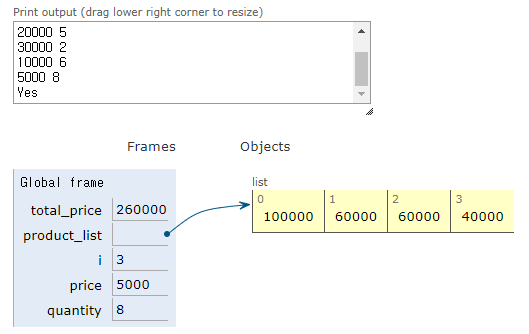 Print output (drag lower right corner to resize)
20000 5
30000 2
10000 6
5000 8
Yes
Frames Objects
Global frame
list
total_price 260000
0 1 2 3
100000 60000 60000 40000
product_list
i 3
price 5000
quantity 8